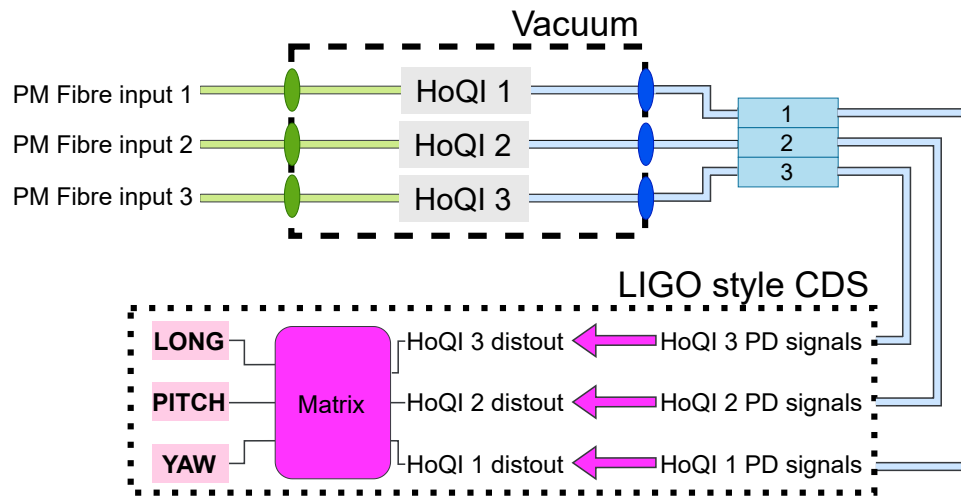 Vacuum
PM Fibre input 1
HoQI 1
1
PM Fibre input 2
HoQI 2
2
PM Fibre input 3
HoQI 3
3
LIGO style CDS
LONG
HoQI 3 distout
HoQI 3 PD signals
PITCH
Matrix
HoQI 2 distout
HoQI 2 PD signals
YAW
HoQI 1 distout
HoQI 1 PD signals